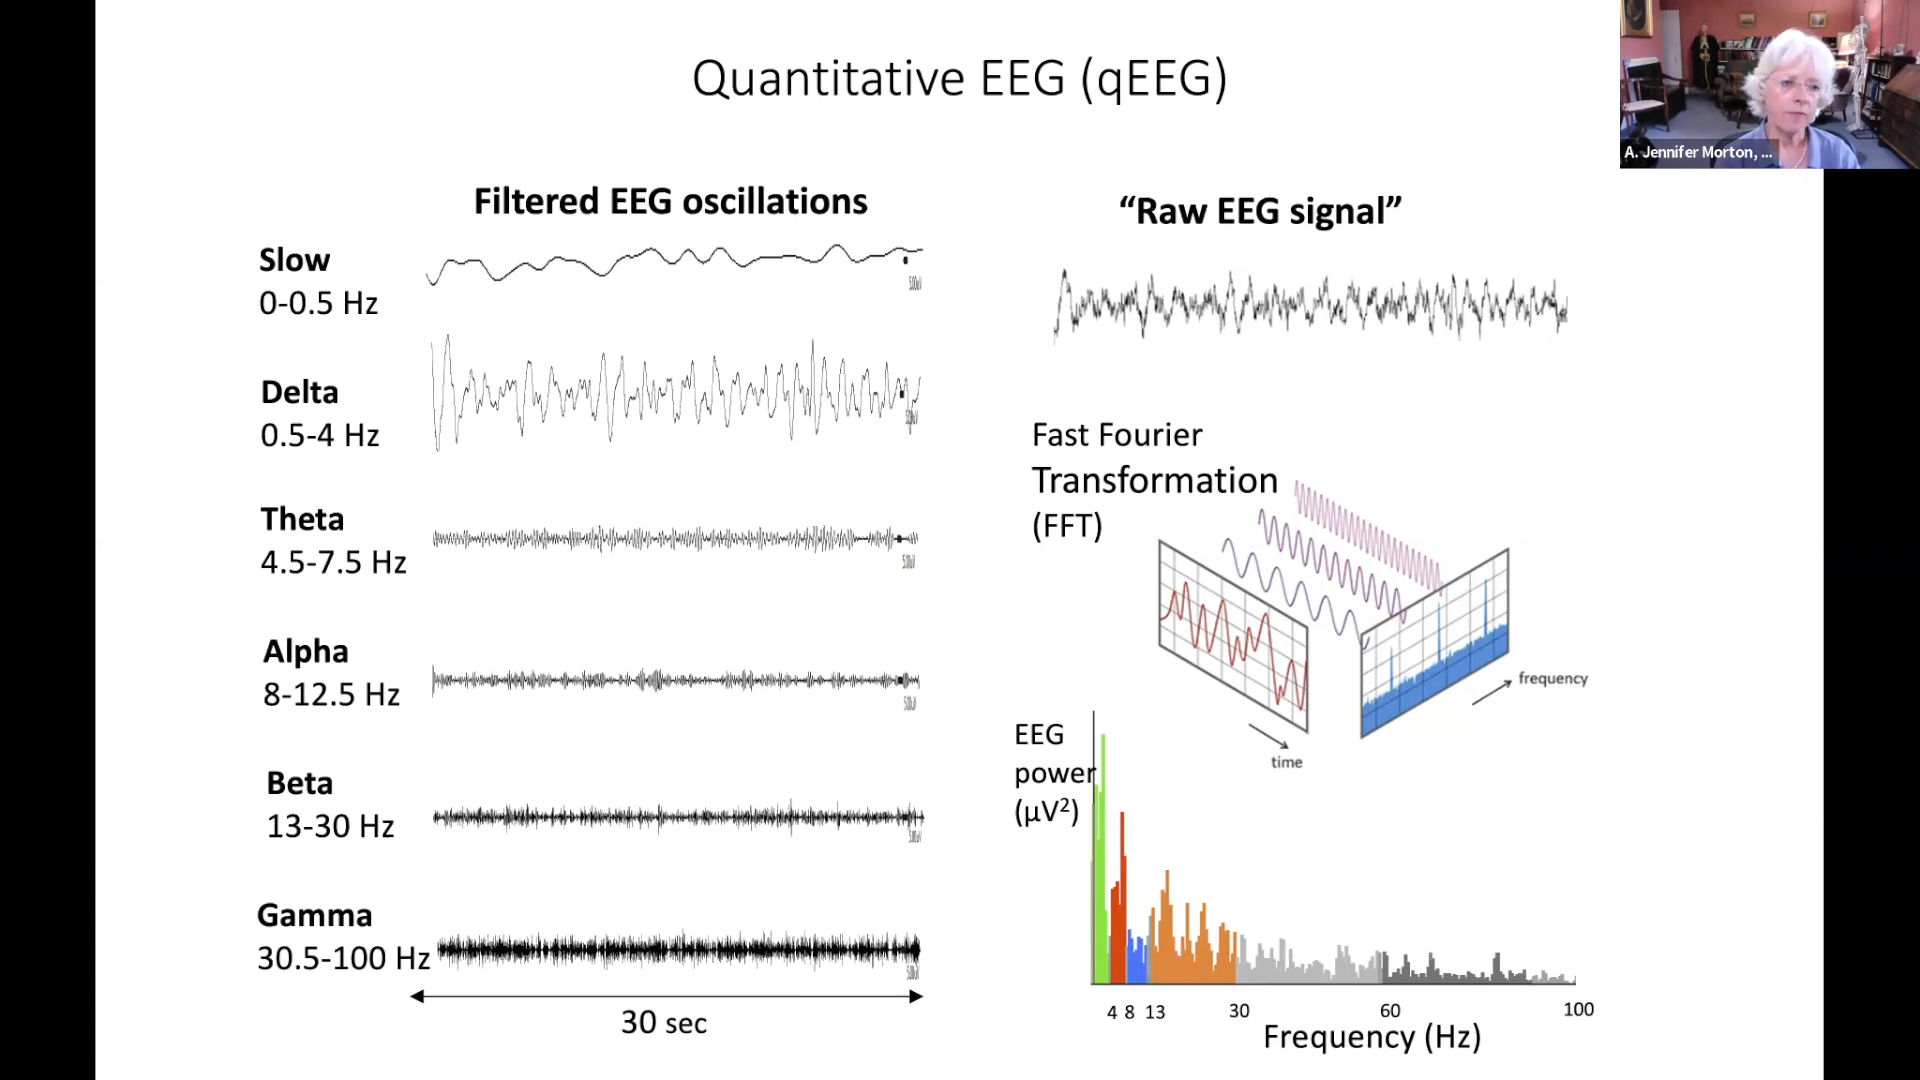 Quantitative EEG (qEEG)
A. Jennifer Morton, ...
Filtered EEG oscillations
Slow
0-0.5 Hz
Delta
0.5-4 Hz
Theta
4.5-7.5 Hz
Alpha
8-12.5 Hz
Beta
13-30 Hz
Gamma
30.5-100 Hz
30 sec
“Raw EEG signal”
Fast Fourier
Transformation
(FFT)
frequency
time
EEG
power
(µV²)
4 8 13 30 60 100
Frequency (Hz)